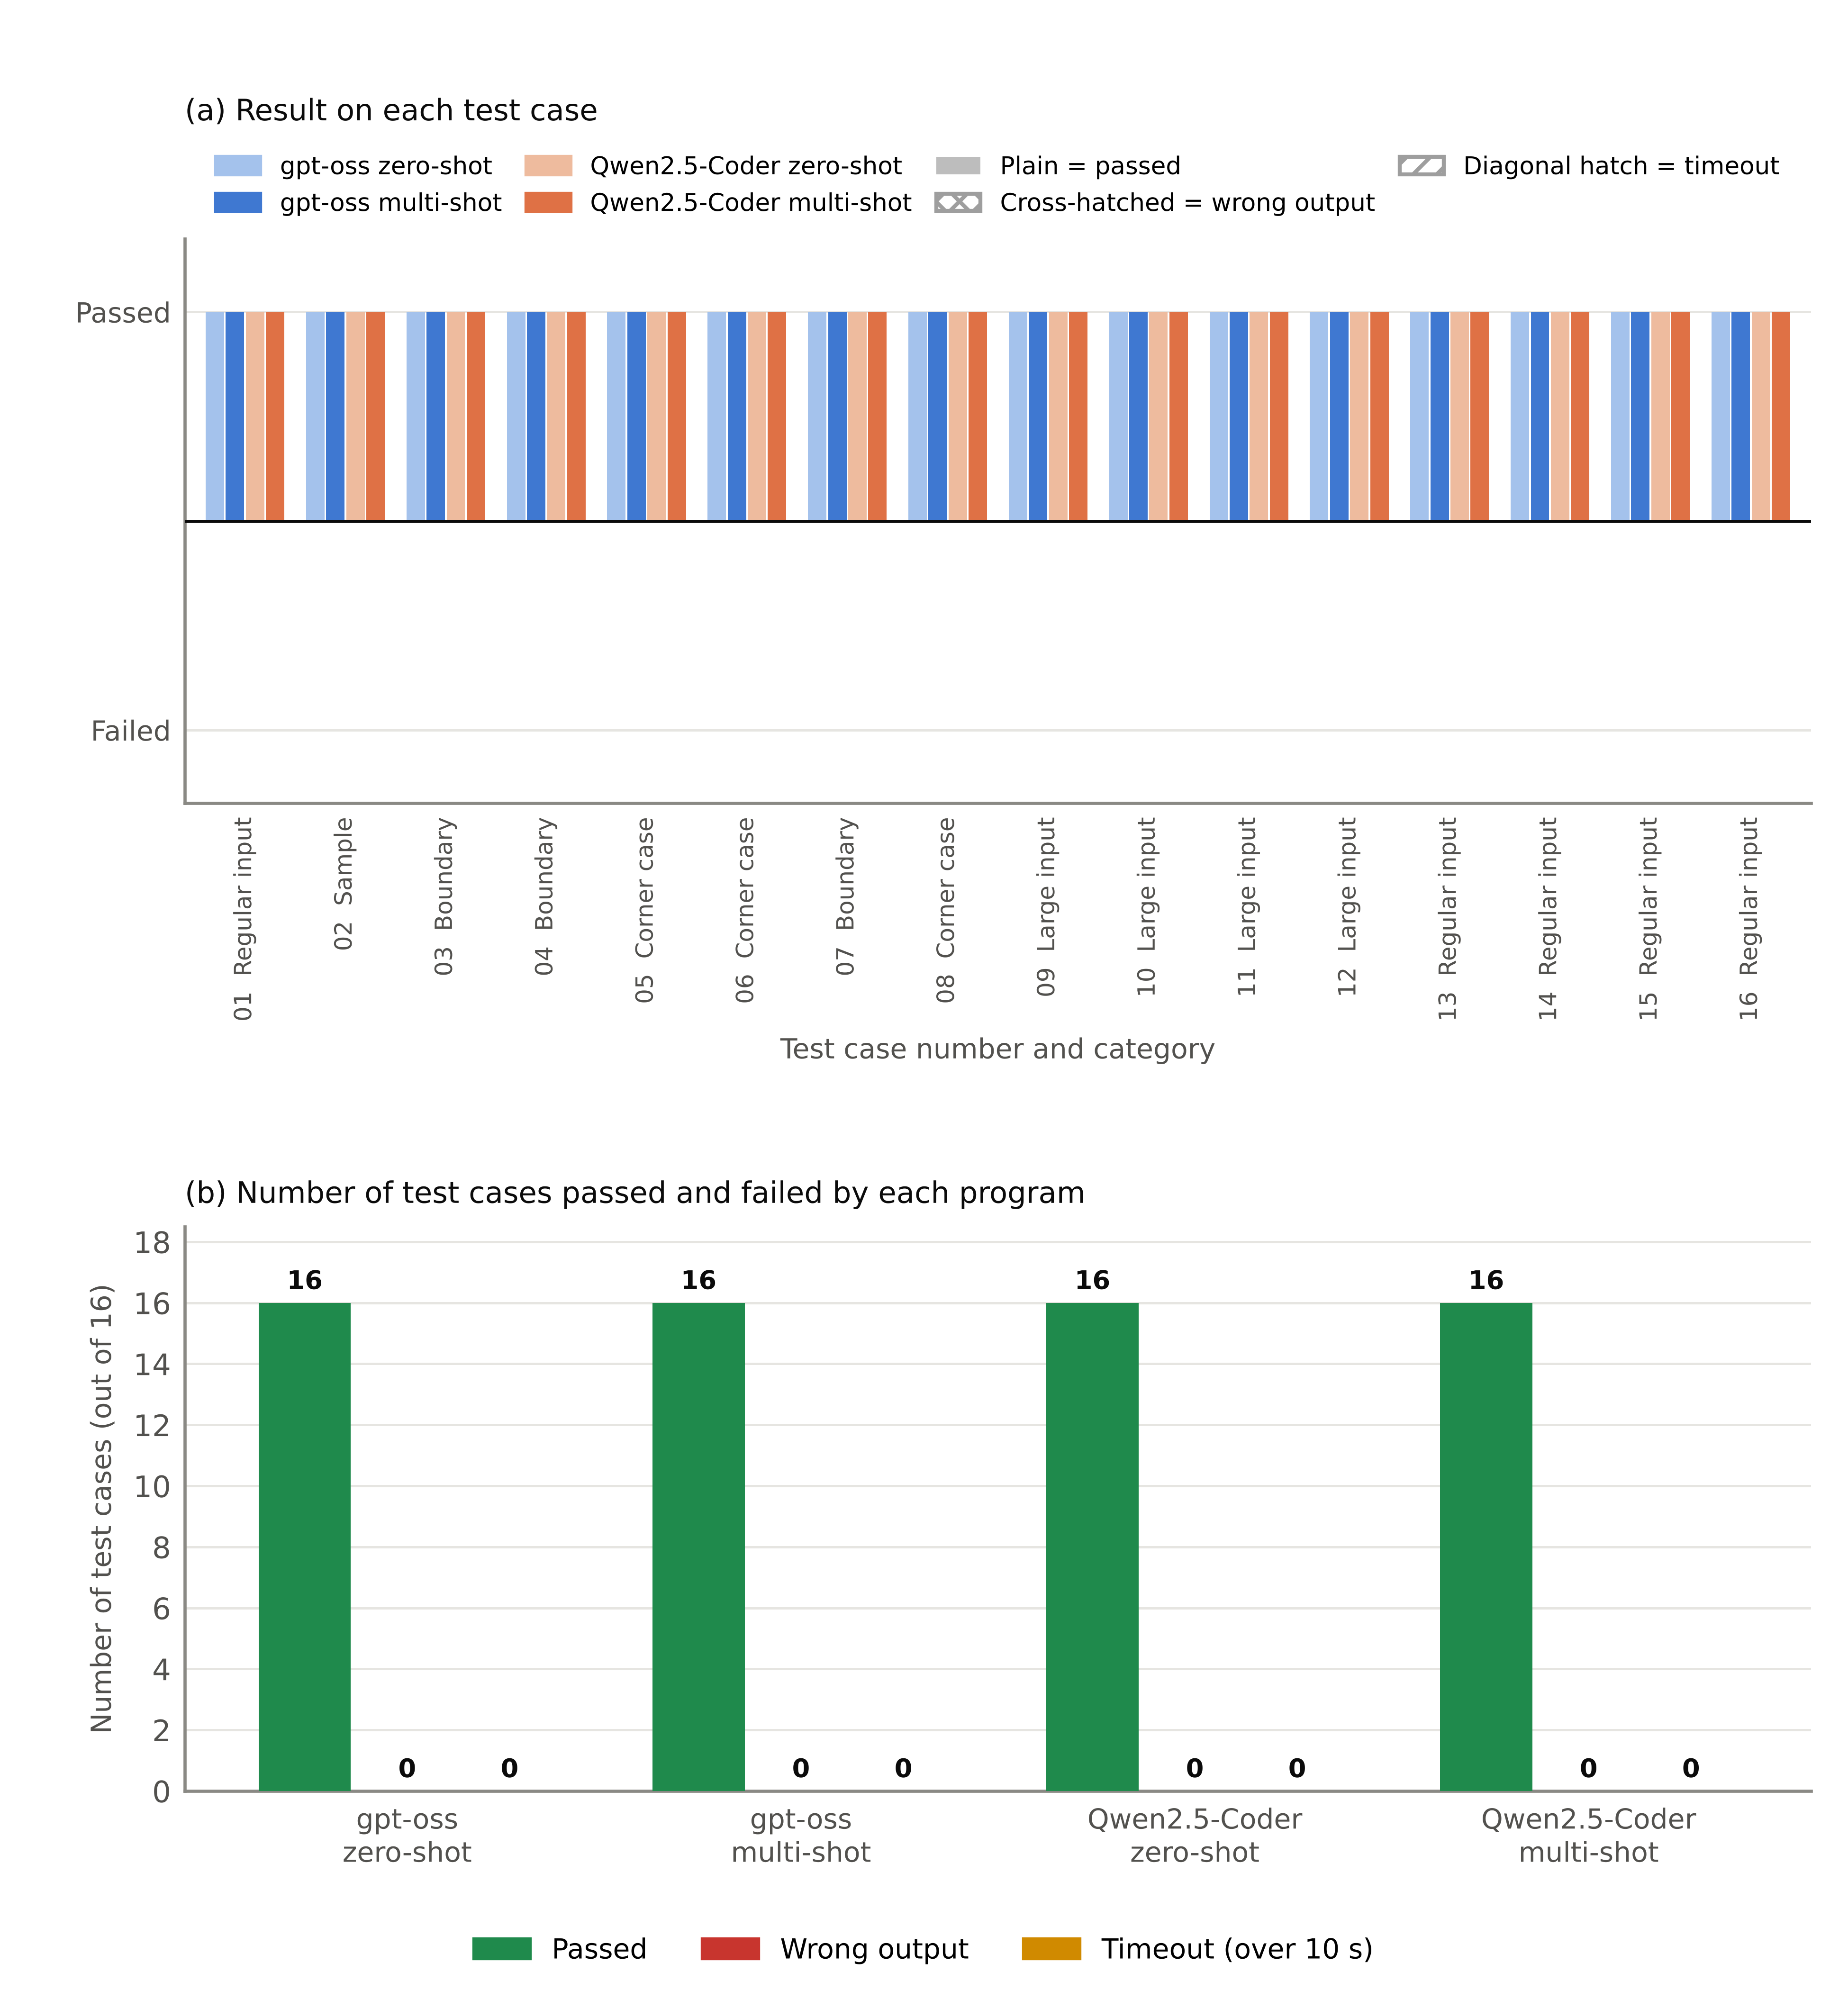 (a) Result on each test case
gpt-oss zero-shot
gpt-oss multi-shot
Qwen2.5-Coder zero-shot
Qwen2.5-Coder multi-shot
Plain = passed
Cross-hatched = wrong output
Diagonal hatch = timeout
Passed
Failed
01 Regular input
02 Sample
03 Boundary
04 Boundary
05 Corner case
06 Corner case
07 Boundary
08 Corner case
09 Large input
10 Large input
11 Large input
12 Large input
13 Regular input
14 Regular input
15 Regular input
16 Regular input
Test case number and category
(b) Number of test cases passed and failed by each program
Number of test cases (out of 16)
18
16
14
12
10
8
6
4
2
0
16
0
0
16
0
0
16
0
0
16
0
0
gpt-oss
zero-shot
gpt-oss
multi-shot
Qwen2.5-Coder
zero-shot
Qwen2.5-Coder
multi-shot
Passed
Wrong output
Timeout (over 10 s)